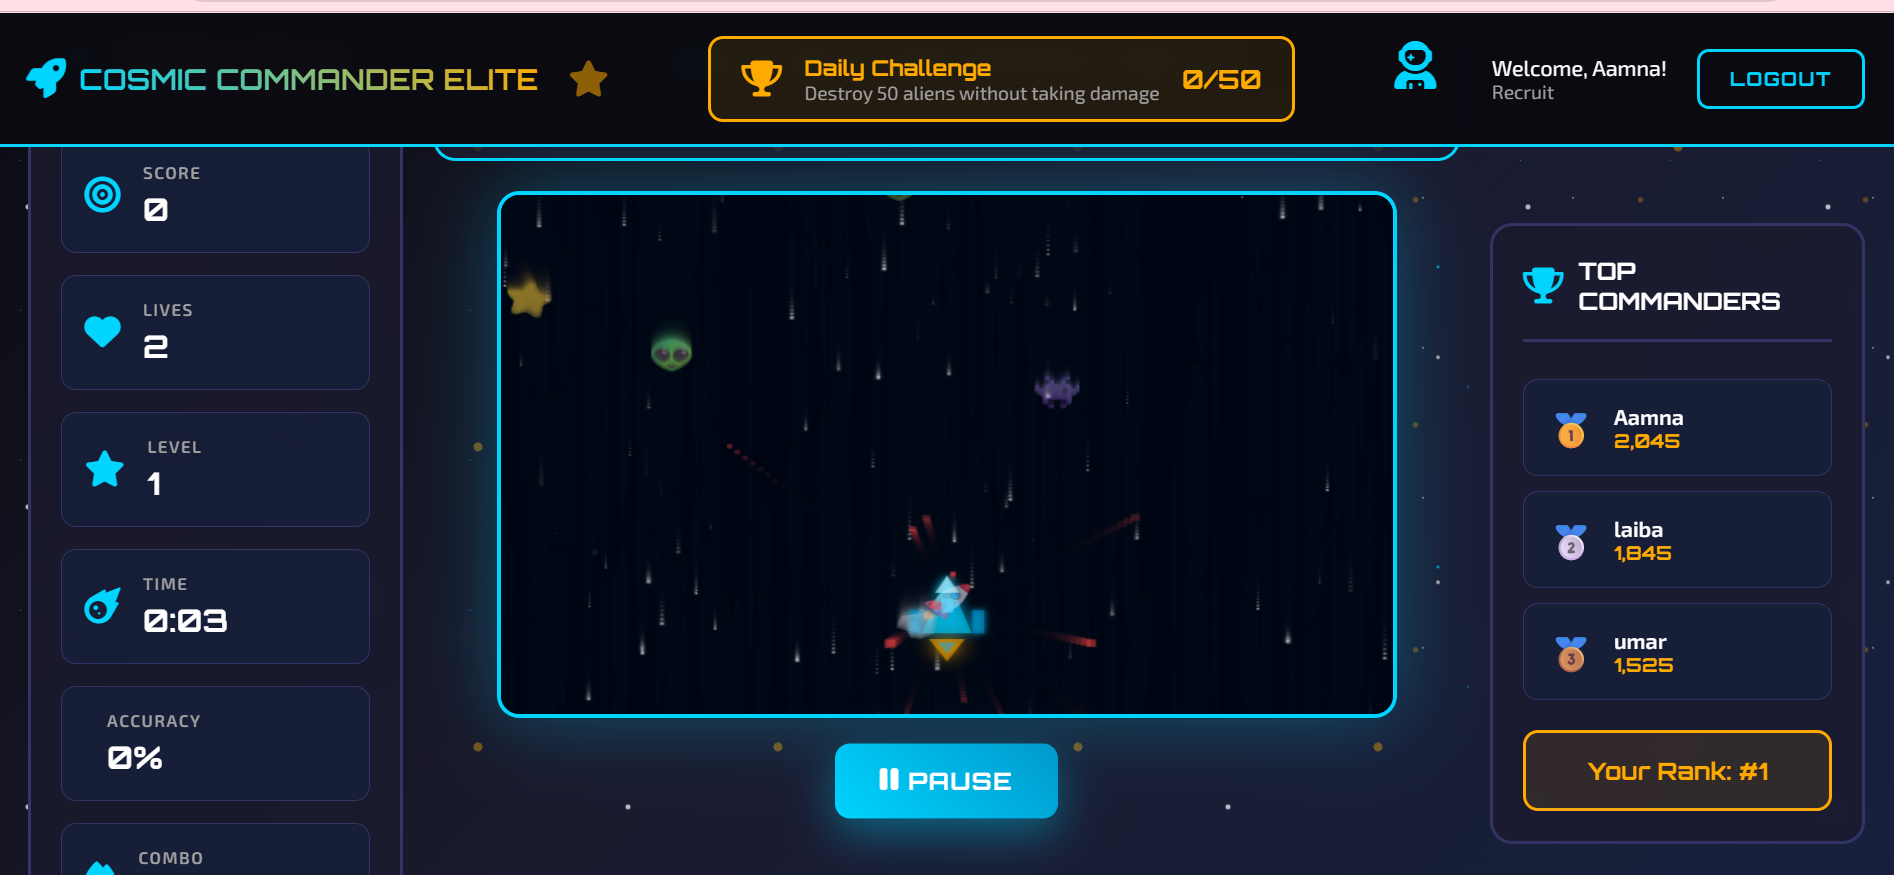 COSMIC COMMANDER ELITE
Daily Challenge
Destroy 50 aliens without taking damage
0/50
Welcome, Aamna!
Recruit
LOGOUT
SCORE
0
LIVES
2
LEVEL
1
TIME
0:03
ACCURACY
0%
COMBO
PAUSE
TOP
COMMANDERS
1
Aamna
2,045
2
laiba
1,845
3
umar
1,525
Your Rank: #1